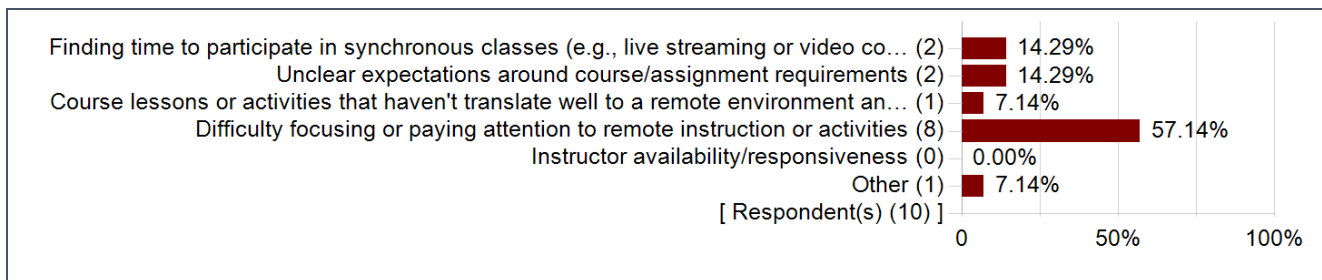 Finding time to participate in synchronous classes (e.g., live streaming or video co... (2) 14.29%
Unclear expectations around course/assignment requirements (2) 14.29%
Course lessons or activities that haven't translate well to a remote environment an... (1) 7.14%
Difficulty focusing or paying attention to remote instruction or activities (8) 57.14%
Instructor availability/responsiveness (0) 0.00%
Other (1) 7.14%
[ Respondent(s) (10) ]
0 50% 100%